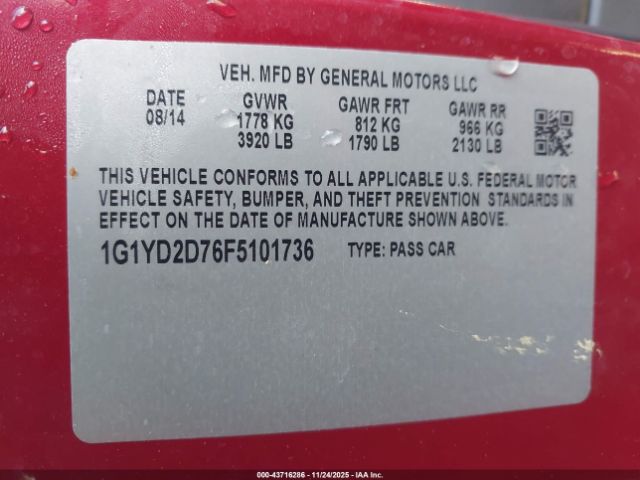 VEH. MFD BY GENERAL MOTORS LLC
DATE GVWR GAWR FRT GAWR RR
08/14 1778 KG 812 KG 966 KG
3920 LB 1790 LB 2130 LB
THIS VEHICLE CONFORMS TO ALL APPLICABLE U.S. FEDERAL MOTOR
VEHICLE SAFETY, BUMPER, AND THEFT PREVENTION STANDARDS IN
EFFECT ON THE DATE OF MANUFACTURE SHOWN ABOVE.
1G1YD2D76F5101736 TYPE: PASS CAR
000-43716286 - 11/24/2025 - IAA Inc.